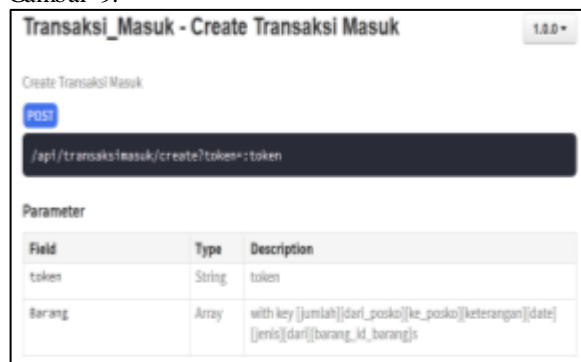 Gambar 9.
Transaksi_Masuk - Create Transaksi Masuk
1.0.0
Create Transaksi Masuk
POST
/api/transaksimasuk/create?token=:token
Parameter
Field Type Description
token String token
Barang Array with key [jumlah][dari_posko][ke_posko][keterangan][date]
[jenis][dari][barang_id_barang]s